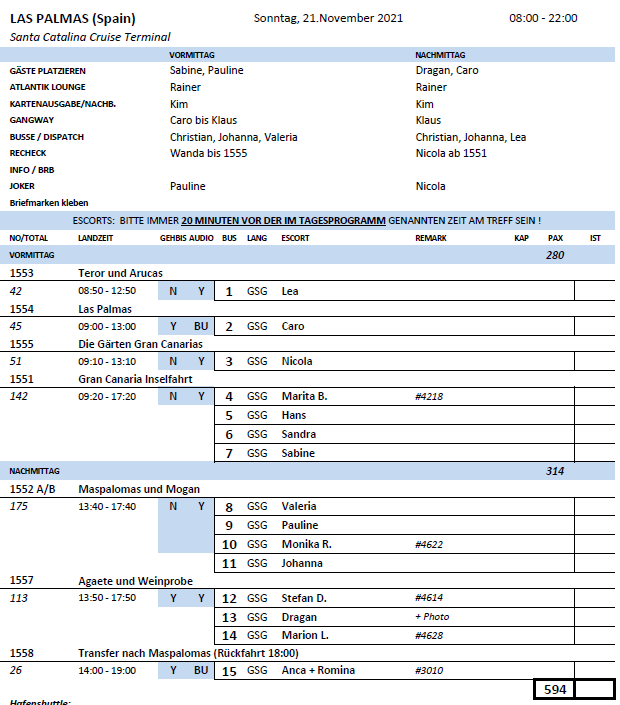 LAS PALMAS (Spain) Sonntag, 21.November 2021 08:00 - 22:00
Santa Catalina Cruise Terminal
VORMITTAG NACHMITTAG
GÄSTE PLATZIEREN Sabine, Pauline Dragan, Caro
ATLANTIK LOUNGE Rainer Rainer
KARTENAUSGABE/NACHB. Kim Kim
GANGWAY Caro bis Klaus Klaus
BUSSE / DISPATCH Christian, Johanna, Valeria Christian, Johanna, Lea
RECHECK Wanda bis 1555 Nicola ab 1551
INFO / BRB
JOKER Pauline Nicola
Briefmarken kleben
ESCORTS: BITTE IMMER 20 MINUTEN VOR DER IM TAGESPROGRAMM GENANNTEN ZEIT AM TREFF SEIN !
NO/TOTAL LANDZEIT GEHBIS AUDIO BUS LANG ESCORT REMARK KAP PAX IST
VORMITTAG 280
1553 Teror und Arucas
42 08:50 - 12:50 N Y 1 GSG Lea
1554 Las Palmas
45 09:00 - 13:00 Y BU 2 GSG Caro
1555 Die Gärten Gran Canarias
51 09:10 - 13:10 N Y 3 GSG Nicola
1551 Gran Canaria Inselfahrt
142 09:20 - 17:20 N Y 4 GSG Marita B. #4218
5 GSG Hans
6 GSG Sandra
7 GSG Sabine
NACHMITTAG 314
1552 A/B Maspalomas und Mogan
175 13:40 - 17:40 N Y 8 GSG Valeria
9 GSG Pauline
10 GSG Monika R. #4622
11 GSG Johanna
1557 Agaete und Weinprobe
113 13:50 - 17:50 Y Y 12 GSG Stefan D. #4614
13 GSG Dragan + Photo
14 GSG Marion L. #4628
1558 Transfer nach Maspalomas (Rückfahrt 18:00)
26 14:00 - 19:00 Y BU 15 GSG Anca + Romina #3010
594
Hafenshuttle: